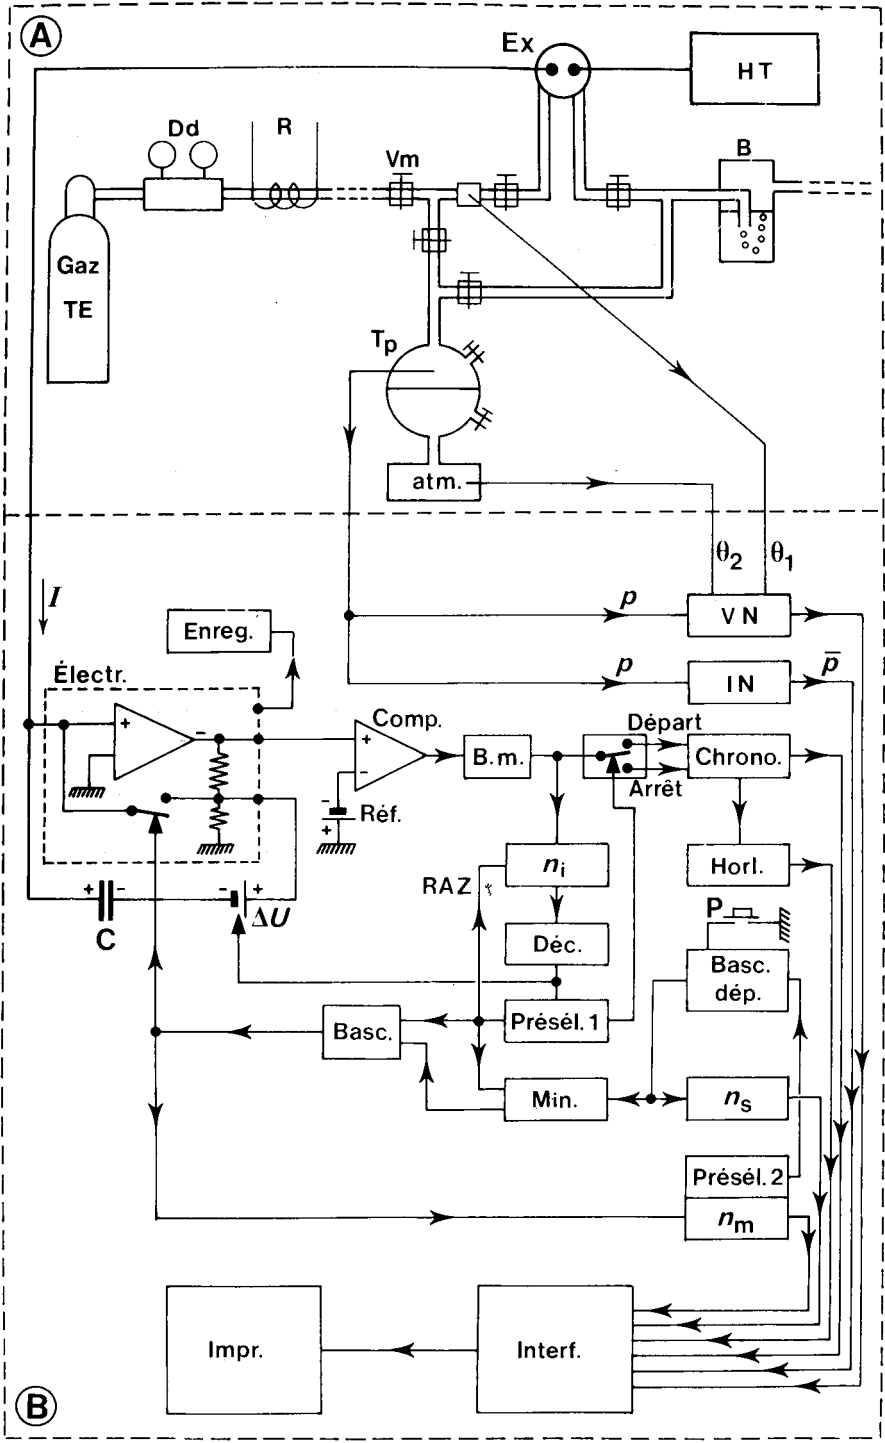 A
Ex
HT
Dd
R
Vm
B
Gaz
TE
Tp
atm.
θ2
θ1
I
p
VN
Enreg.
p
IN
p̅
Électr.
Comp.
Départ
+
-
+
B.m.
Chrono.
-
Arrêt
-
Réf.
+
RAZ
ni
Horl.
+
-
-
+
C
ΔU
P
Déc.
Basc.
dép.
Basc.
Présél.1
Min.
ns
Présél.2
nm
Impr.
Interf.
B